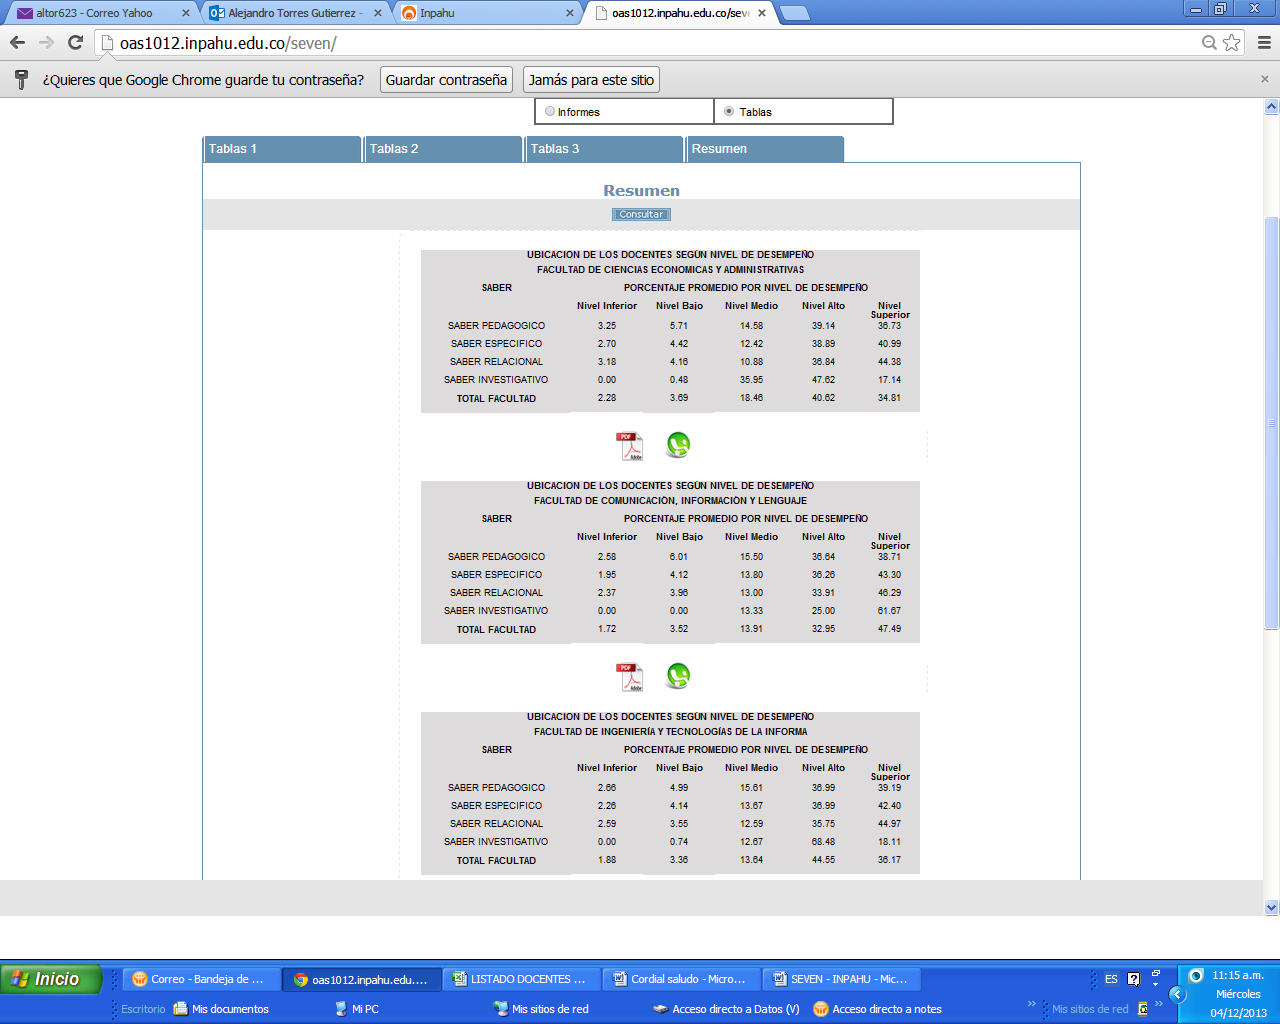 altor623 - Correo Yahoo
Alejandro Torres Gutierrez -
Inpahu
oas1012.inpahu.edu.co/seve
oas1012.inpahu.edu.co/seven/
¿Quieres que Google Chrome guarde tu contraseña? Guardar contraseña Jamás para este sitio
Informes Tablas
Tablas 1 Tablas 2 Tablas 3 Resumen
Resumen
Consultar
UBICACION DE LOS DOCENTES SEGÚN NIVEL DE DESEMPEÑO
FACULTAD DE CIENCIAS ECONOMICAS Y ADMINISTRATIVAS
SABER PORCENTAJE PROMEDIO POR NIVEL DE DESEMPEÑO
Nivel Inferior Nivel Bajo Nivel Medio Nivel Alto Nivel Superior
SABER PEDAGOGICO 3.25 5.71 14.58 39.14 36.73
SABER ESPECIFICO 2.70 4.42 12.42 38.89 40.99
SABER RELACIONAL 3.18 4.16 10.88 36.84 44.38
SABER INVESTIGATIVO 0.00 0.48 35.95 47.62 17.14
TOTAL FACULTAD 2.28 3.69 18.46 40.62 34.81
PDF Adobe
UBICACION DE LOS DOCENTES SEGÚN NIVEL DE DESEMPEÑO
FACULTAD DE COMUNICACIÓN, INFORMACIÓN Y LENGUAJE
SABER PORCENTAJE PROMEDIO POR NIVEL DE DESEMPEÑO
Nivel Inferior Nivel Bajo Nivel Medio Nivel Alto Nivel Superior
SABER PEDAGOGICO 2.58 6.01 15.50 36.64 38.71
SABER ESPECIFICO 1.95 4.12 13.80 36.26 43.30
SABER RELACIONAL 2.37 3.96 13.00 33.91 46.29
SABER INVESTIGATIVO 0.00 0.00 13.33 25.00 61.67
TOTAL FACULTAD 1.72 3.52 13.91 32.95 47.49
PDF Adobe
UBICACION DE LOS DOCENTES SEGÚN NIVEL DE DESEMPEÑO
FACULTAD DE INGENIERÍA Y TECNOLOGÍAS DE LA INFORMA
SABER PORCENTAJE PROMEDIO POR NIVEL DE DESEMPEÑO
Nivel Inferior Nivel Bajo Nivel Medio Nivel Alto Nivel Superior
SABER PEDAGOGICO 2.66 4.99 15.61 36.99 39.19
SABER ESPECIFICO 2.26 4.14 13.67 36.99 42.40
SABER RELACIONAL 2.59 3.55 12.59 35.75 44.97
SABER INVESTIGATIVO 0.00 0.74 12.67 68.48 18.11
TOTAL FACULTAD 1.88 3.36 13.64 44.55 36.17
Inicio Correo - Bandeja de ... oas1012.inpahu.edu.... LISTADO DOCENTES ... Cordial saludo - Micro... SEVEN - INPAHU - Mic... ES 11:15 a.m.
Miércoles
Escritorio Mis documentos Mi PC Mis sitios de red Acceso directo a Datos (V) Acceso directo a notes Mis sitios de red 04/12/2013